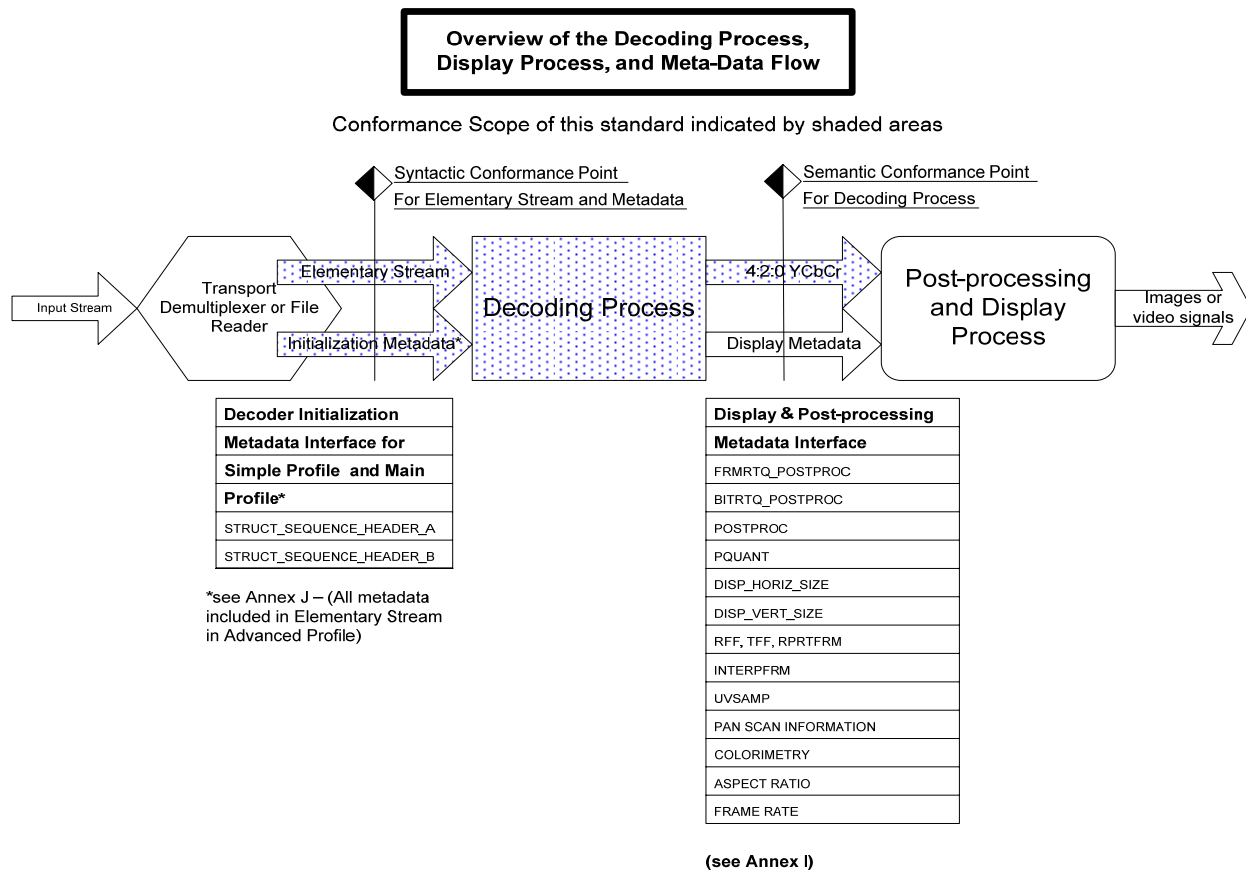 Overview of the Decoding Process,
Display Process, and Meta-Data Flow
Conformance Scope of this standard indicated by shaded areas
Syntactic Conformance Point
For Elementary Stream and Metadata
Semantic Conformance Point
For Decoding Process
Input Stream
Transport
Demultiplexer or File
Reader
Elementary Stream
Initialization Metadata*
Decoding Process
4:2:0 YCbCr
Display Metadata
Post-processing
and Display
Process
Images or
video signals
Decoder Initialization
Metadata Interface for
Simple Profile and Main
Profile*
STRUCT_SEQUENCE_HEADER_A
STRUCT_SEQUENCE_HEADER_B
*see Annex J – (All metadata
included in Elementary Stream
in Advanced Profile)
Display & Post-processing
Metadata Interface
FRMRTQ_POSTPROC
BITRTQ_POSTPROC
POSTPROC
PQUANT
DISP_HORIZ_SIZE
DISP_VERT_SIZE
RFF, TFF, RPRTFRM
INTERPFRM
UVSAMP
PAN SCAN INFORMATION
COLORIMETRY
ASPECT RATIO
FRAME RATE
(see Annex I)